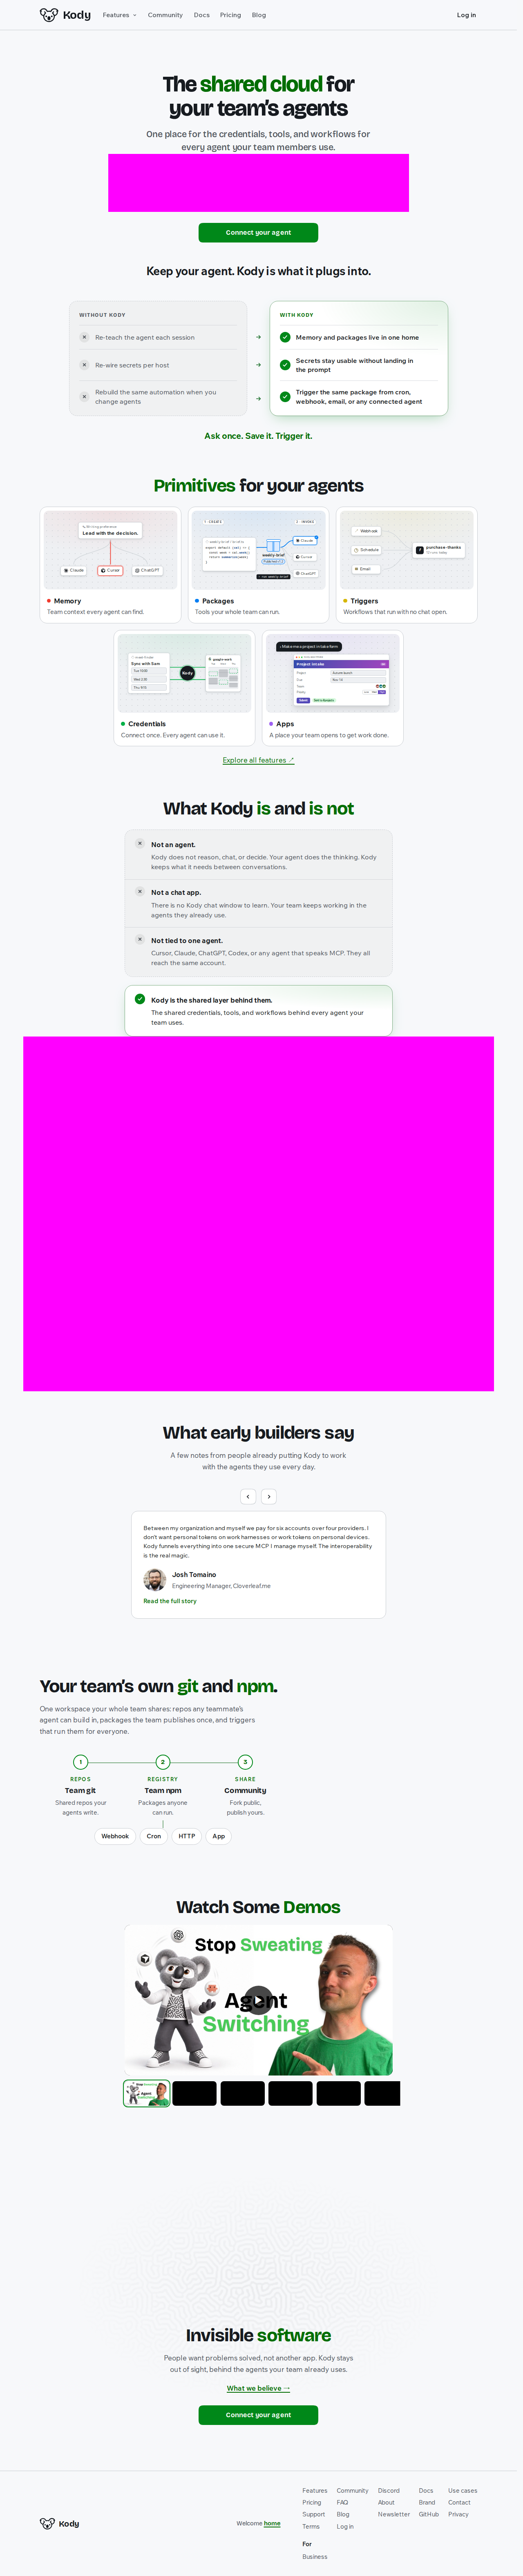 Kody
Features
Community
Docs
Pricing
Blog
Log in
The shared cloud for
your team's agents
One place for the credentials, tools, and workflows for
every agent your team members use.
Connect your agent
Keep your agent. Kody is what it plugs into.
WITHOUT KODY
Re-teach the agent each session
Re-wire secrets per host
Rebuild the same automation when you
change agents
WITH KODY
Memory and packages live in one home
Secrets stay usable without landing in
the prompt
Trigger the same package from cron,
webhook, email, or any connected agent
Ask once. Save it. Trigger it.
Primitives for your agents
Lead with the decision.
Claude
Cursor
ChatGPT
Memory
Team context every agent can find.
weekly-brief
Claude
Cursor
ChatGPT
Packages
Tools your whole team can run.
Webhook
Schedule
Email
purchase-thanks
Triggers
Workflows that run with no chat open.
Sync with Sam
Kody
people-work
Credentials
Connect once. Every agent can use it.
Make me a project intake form
Project intake
Apps
A place your team opens to get work done.
Explore all features ↗
What Kody is and is not
Not an agent.
Kody does not reason, chat, or decide. Your agent does the thinking. Kody
keeps what it needs between conversations.
Not a chat app.
There is no Kody chat window to learn. Your team keeps working in the
agents they already use.
Not tied to one agent.
Cursor, Claude, ChatGPT, Codex, or any agent that speaks MCP. They all
reach the same account.
Kody is the shared layer behind them.
The shared credentials, tools, and workflows behind every agent your
team uses.
What early builders say
A few notes from people already putting Kody to work
with the agents they use every day.
Between my organization and myself we pay for six accounts over four providers. I
don't want personal tokens on work harnesses or work tokens on personal devices.
Kody funnels everything into one secure MCP I manage myself. The interoperability
is the real magic.
Josh Tomaino
Engineering Manager, Cloverleaf.me
Read the full story
Your team's own git and npm.
One workspace your whole team shares: repos any teammate's
agent can build in, packages the team publishes once, and triggers
that run them for everyone.
1
2
3
REPOS
Team git
Shared repos your
agents write.
REGISTRY
Team npm
Packages anyone
can run.
SHARE
Community
Fork public,
publish yours.
Webhook
Cron
HTTP
App
Watch Some Demos
Stop Sweating
Agent
Switching
Invisible software
People want problems solved, not another app. Kody stays
out of sight, behind the agents your team already uses.
What we believe →
Connect your agent
Kody
Welcome home
Features
Community
Discord
Docs
Use cases
Pricing
FAQ
About
Brand
Contact
Support
Blog
Newsletter
GitHub
Privacy
Terms
Log in
For
Business